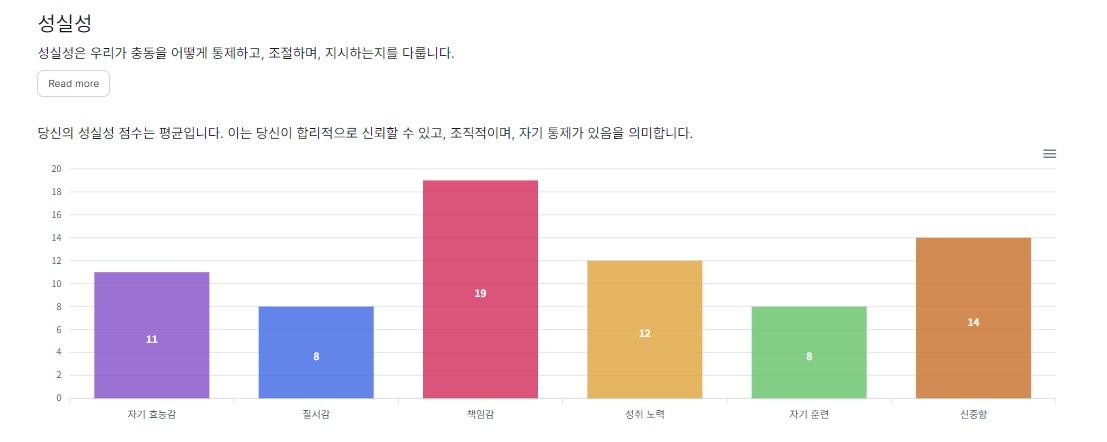 성실성
성실성은 우리가 충동을 어떻게 통제하고, 조절하며, 지시하는지를 다룹니다.
Read more
당신의 성실성 점수는 평균입니다. 이는 당신이 합리적으로 신뢰할 수 있고, 조직적이며, 자기 통제가 있음을 의미합니다.
20
18
16
14
12
10
8
6
4
2
0
11
8
19
12
8
14
자기 효능감
질서감
책임감
성취 노력
자기 훈련
신중함